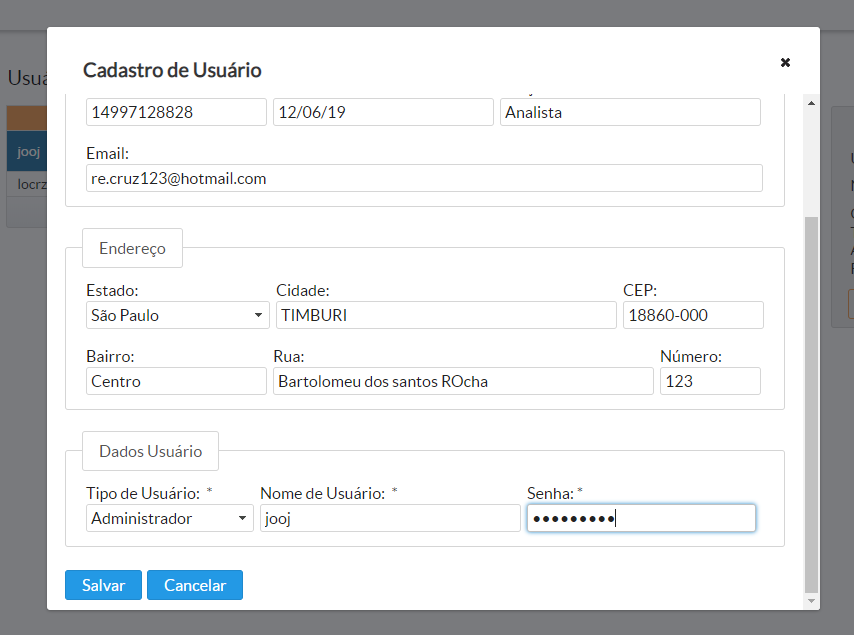 Cadastro de Usuário
14997128828 12/06/19 Analista
Email:
re.cruz123@hotmail.com
Endereço
Estado: Cidade: CEP:
São Paulo TIMBURI 18860-000
Bairro: Rua: Número:
Centro Bartolomeu dos santos ROcha 123
Dados Usuário
Tipo de Usuário: * Nome de Usuário: * Senha: *
Administrador jooj •••••••••
Salvar Cancelar
jooj